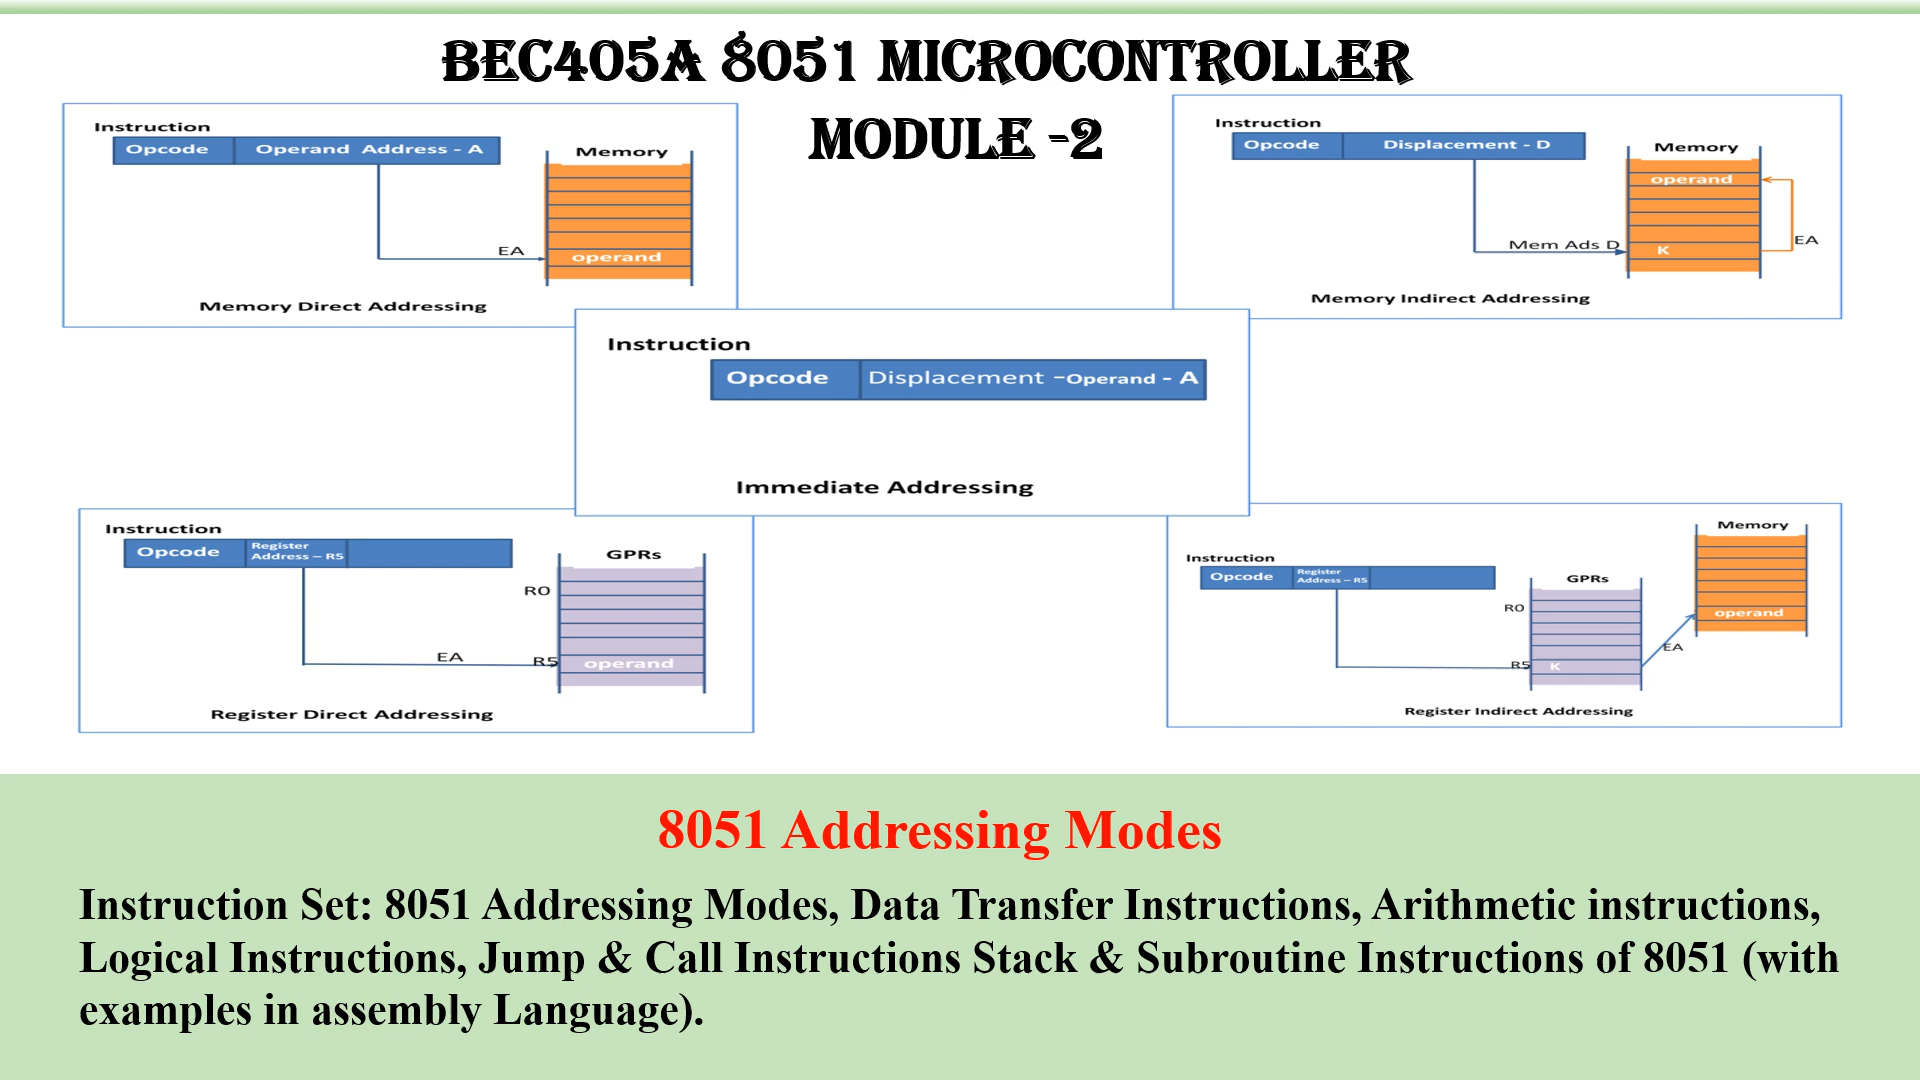 BEC405A 8051 MICROCONTROLLER
MODULE -2
Instruction
Opcode Operand Address - A
Memory
EA
operand
Memory Direct Addressing
Instruction
Opcode Displacement - D
Memory
operand
Mem Ads D
K
EA
Memory Indirect Addressing
Instruction
Opcode Displacement -Operand - A
Immediate Addressing
Instruction
Opcode Register
Address – R5
GPRs
R0
EA
R5
operand
Register Direct Addressing
Instruction
Opcode Register
Address – R5
GPRs
Memory
R0
operand
EA
R5
K
Register Indirect Addressing
8051 Addressing Modes
Instruction Set: 8051 Addressing Modes, Data Transfer Instructions, Arithmetic instructions,
Logical Instructions, Jump & Call Instructions Stack & Subroutine Instructions of 8051 (with
examples in assembly Language).